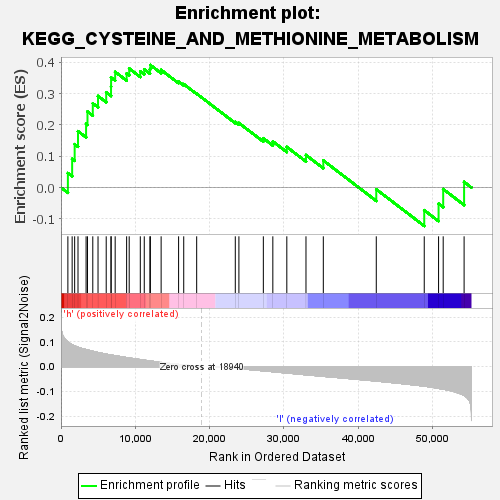 Enrichment plot:
KEGG_CYSTEINE_AND_METHIONINE_METABOLISM
Enrichment score (ES)
0.4
0.3
0.2
0.1
0.0
-0.1
'h' (positively correlated)
Ranked list metric (Signal2Noise)
0.2
0.1
0.0
-0.1
-0.2
Zero cross at 18940
'l' (negatively correlated)
0 10,000 20,000 30,000 40,000 50,000
Rank in Ordered Dataset
Enrichment profile Hits Ranking metric scores